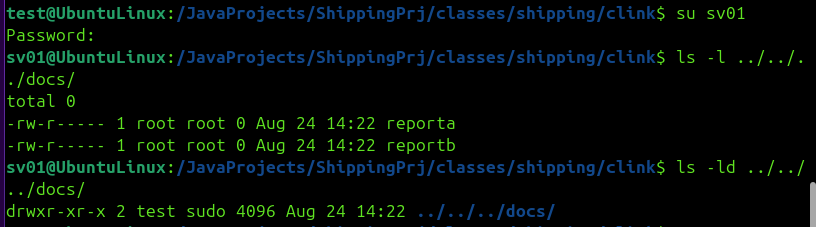 test@UbuntuLinux:/JavaProjects/ShippingPrj/classes/shipping/clink$ su sv01
Password:
sv01@UbuntuLinux:/JavaProjects/ShippingPrj/classes/shipping/clink$ ls -l ../../.
./docs/
total 0
-rw-r----- 1 root root 0 Aug 24 14:22 reporta
-rw-r----- 1 root root 0 Aug 24 14:22 reportb
sv01@UbuntuLinux:/JavaProjects/ShippingPrj/classes/shipping/clink$ ls -ld ../../
../docs/
drwxr-xr-x 2 test sudo 4096 Aug 24 14:22 ../../../docs/